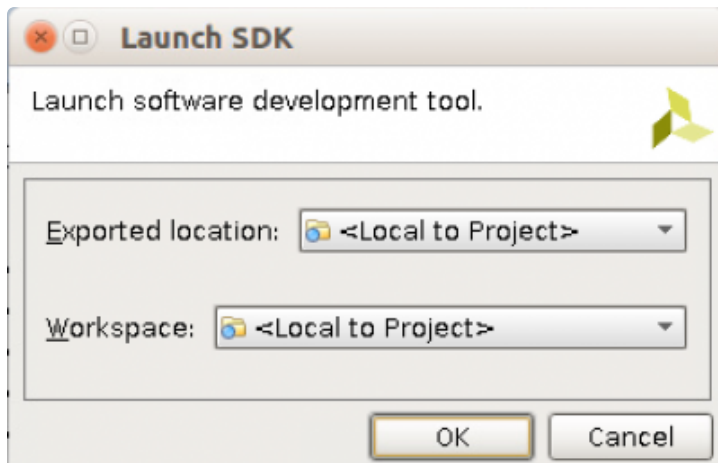 Launch SDK
Launch software development tool.
Exported location: <Local to Project>
Workspace: <Local to Project>
OK Cancel